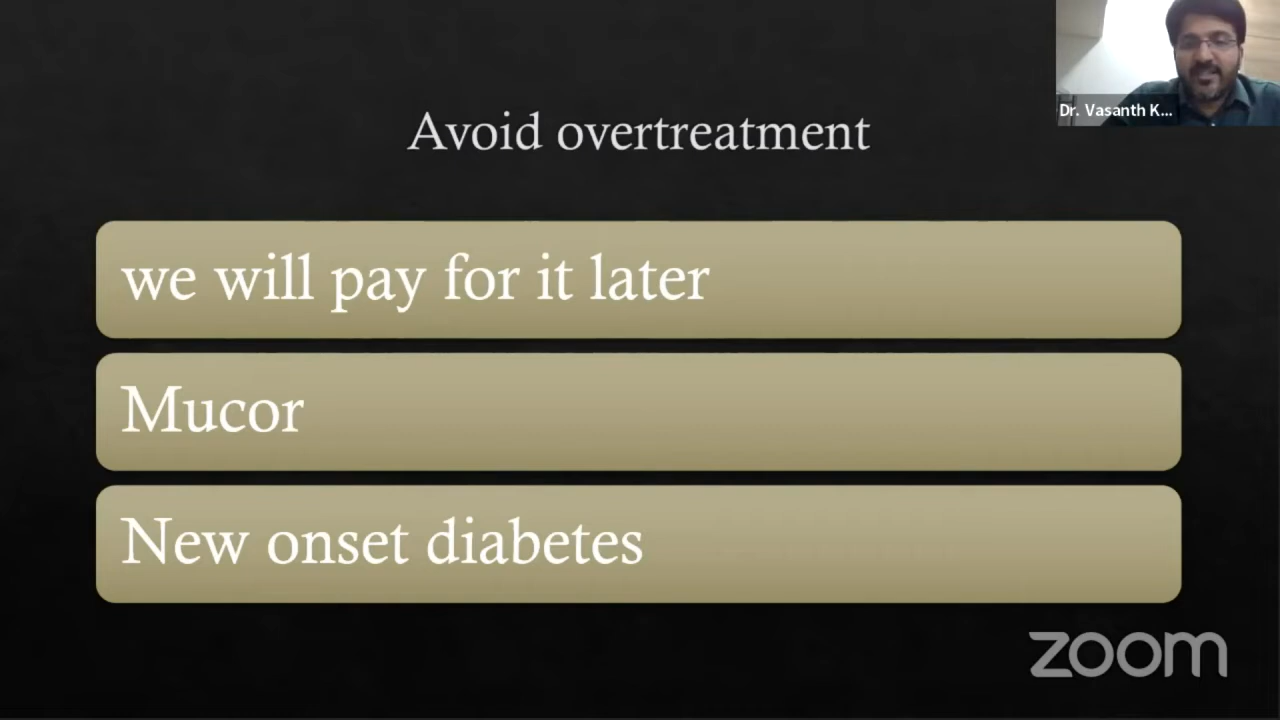 Dr. Vasanth K...
Avoid overtreatment
we will pay for it later
Mucor
New onset diabetes
zoom